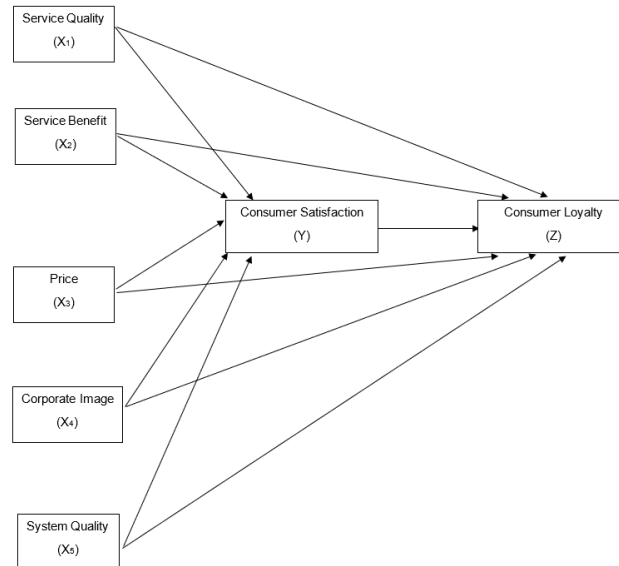 Service Quality
(X₁)
Service Benefit
(X₂)
Consumer Satisfaction
(Y)
Consumer Loyalty
(Z)
Price
(X₃)
Corporate Image
(X₄)
System Quality
(X₅)